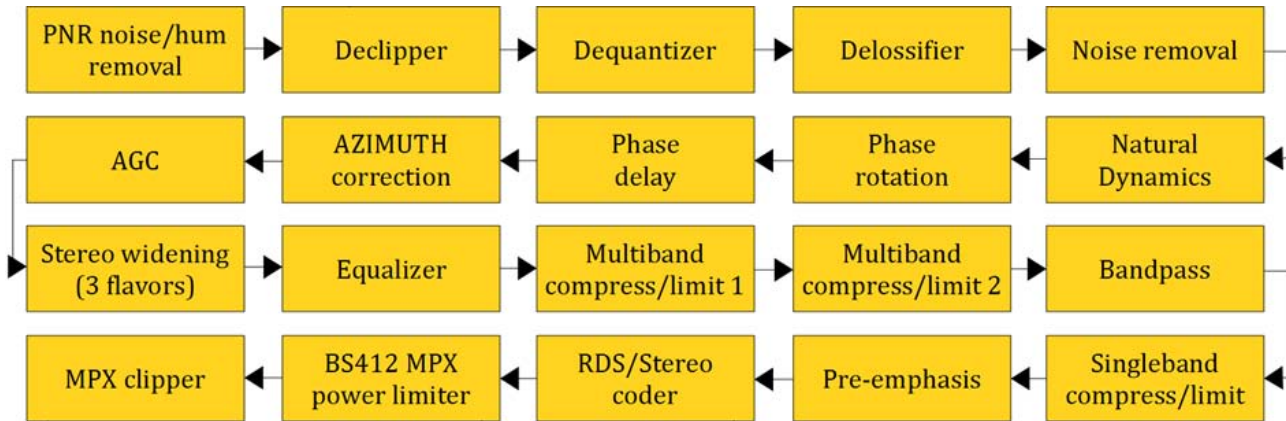 PNR noise/hum
removal
Declipper
Dequantizer
Delossifier
Noise removal
AGC
AZIMUTH
correction
Phase
delay
Phase
rotation
Natural
Dynamics
Stereo widening
(3 flavors)
Equalizer
Multiband
compress/limit 1
Multiband
compress/limit 2
Bandpass
MPX clipper
BS412 MPX
power limiter
RDS/Stereo
coder
Pre-emphasis
Singleband
compress/limit